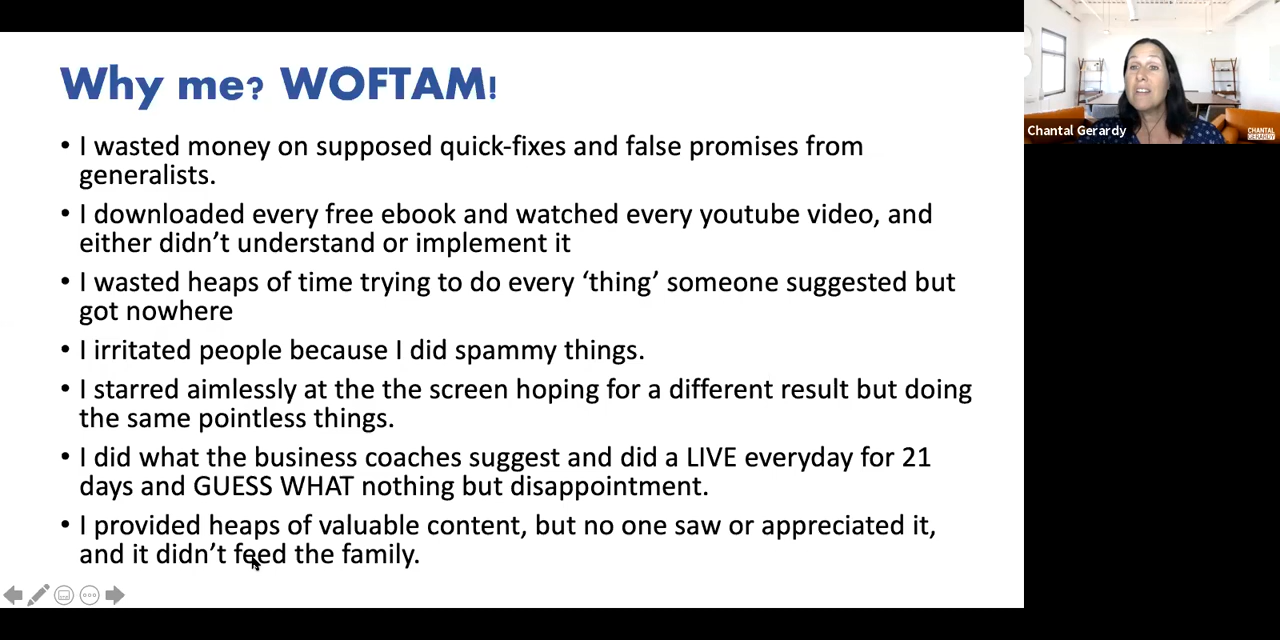 Why me? WOFTAM!
• I wasted money on supposed quick-fixes and false promises from
generalists.
• I downloaded every free ebook and watched every youtube video, and
either didn’t understand or implement it
• I wasted heaps of time trying to do every ‘thing’ someone suggested but
got nowhere
• I irritated people because I did spammy things.
• I starred aimlessly at the the screen hoping for a different result but doing
the same pointless things.
• I did what the business coaches suggest and did a LIVE everyday for 21
days and GUESS WHAT nothing but disappointment.
• I provided heaps of valuable content, but no one saw or appreciated it,
and it didn’t feed the family.
Chantal Gerardy
CHANTAL
GERARDY